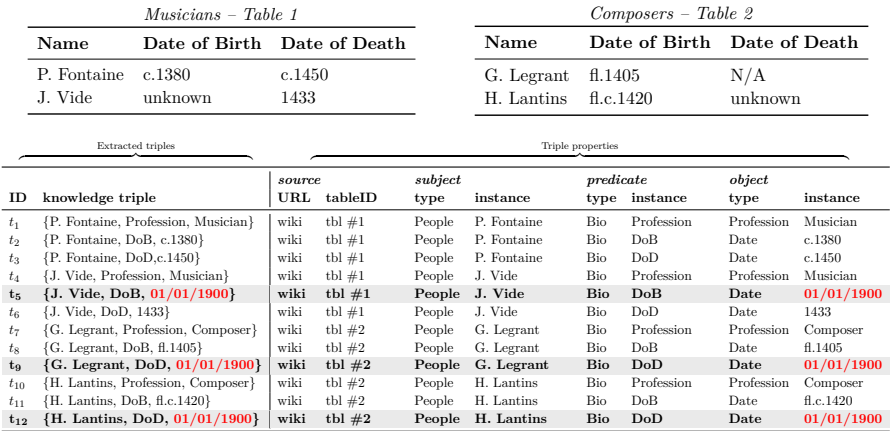 Musicians – Table 1
Name Date of Birth Date of Death
P. Fontaine c.1380 c.1450
J. Vide unknown 1433
Composers – Table 2
Name Date of Birth Date of Death
G. Legrant fl.1405 N/A
H. Lantins fl.c.1420 unknown
Extracted triples Triple properties
source subject predicate object
ID knowledge triple URL tableID type instance type instance type instance
t1 {P. Fontaine, Profession, Musician} wiki tbl #1 People P. Fontaine Bio Profession Profession Musician
t2 {P. Fontaine, DoB, c.1380} wiki tbl #1 People P. Fontaine Bio DoB Date c.1380
t3 {P. Fontaine, DoD,c.1450} wiki tbl #1 People P. Fontaine Bio DoD Date c.1450
t4 {J. Vide, Profession, Musician} wiki tbl #1 People J. Vide Bio Profession Profession Musician
t5 {J. Vide, DoB, 01/01/1900} wiki tbl #1 People J. Vide Bio DoB Date 01/01/1900
t6 {J. Vide, DoD, 1433} wiki tbl #1 People J. Vide Bio DoD Date 1433
t7 {G. Legrant, Profession, Composer} wiki tbl #2 People G. Legrant Bio Profession Profession Composer
t8 {G. Legrant, DoB, fl.1405} wiki tbl #2 People G. Legrant Bio DoB Date fl.1405
t9 {G. Legrant, DoD, 01/01/1900} wiki tbl #2 People G. Legrant Bio DoD Date 01/01/1900
t10 {H. Lantins, Profession, Composer} wiki tbl #2 People H. Lantins Bio Profession Profession Composer
t11 {H. Lantins, DoB, fl.c.1420} wiki tbl #2 People H. Lantins Bio DoB Date fl.c.1420
t12 {H. Lantins, DoD, 01/01/1900} wiki tbl #2 People H. Lantins Bio DoD Date 01/01/1900